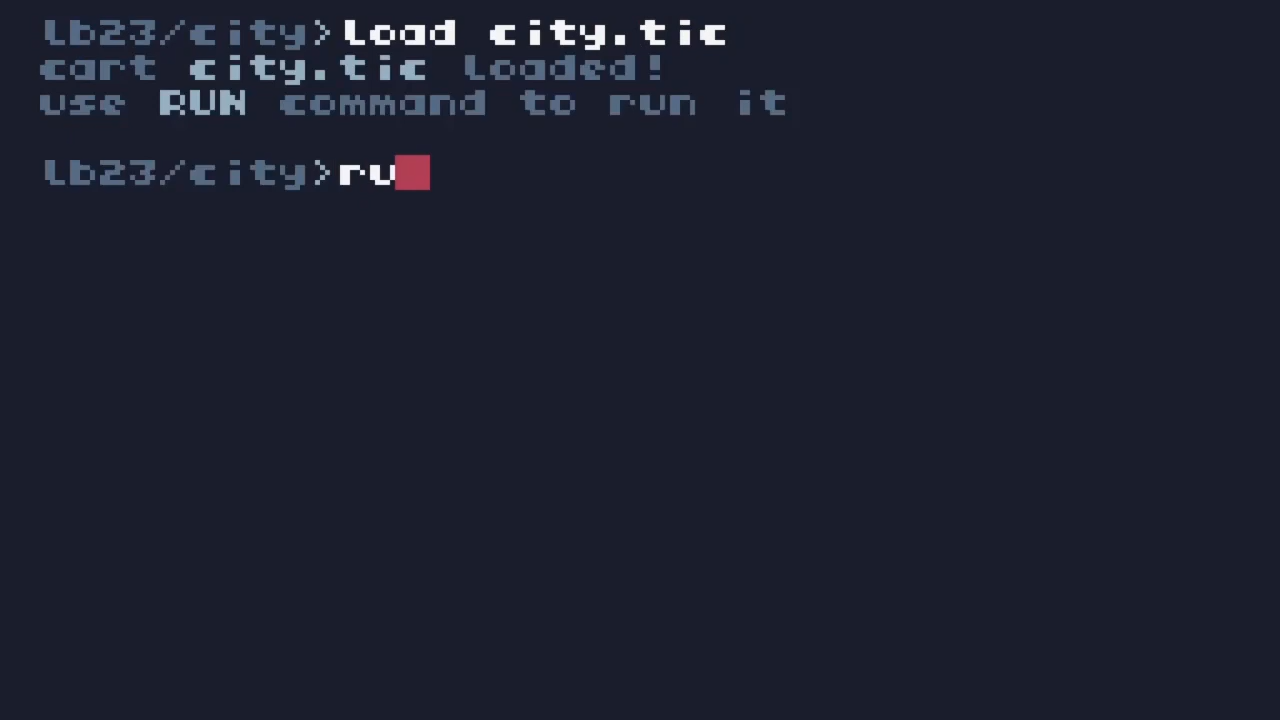 lb23/city>load city.tic
cart city.tic loaded!
use RUN command to run it
lb23/city>ru